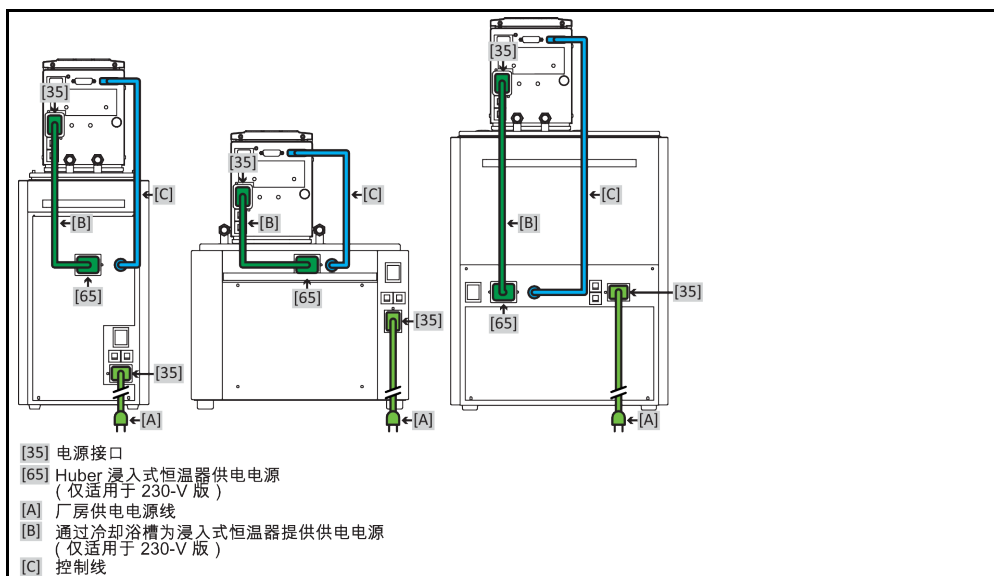 [35]
[35]
[35]
[C]
[C]
[C]
[B]
[B]
[B]
[65]
[65]
[65]
[35]
[35]
[35]
[A]
[A]
[A]
[35] 电源接口
[65] Huber 浸入式恒温器供电电源
( 仅适用于 230-V 版 )
[A] 厂房供电电源线
[B] 通过冷却浴槽为浸入式恒温器提供供电电源
( 仅适用于 230-V 版 )
[C] 控制线